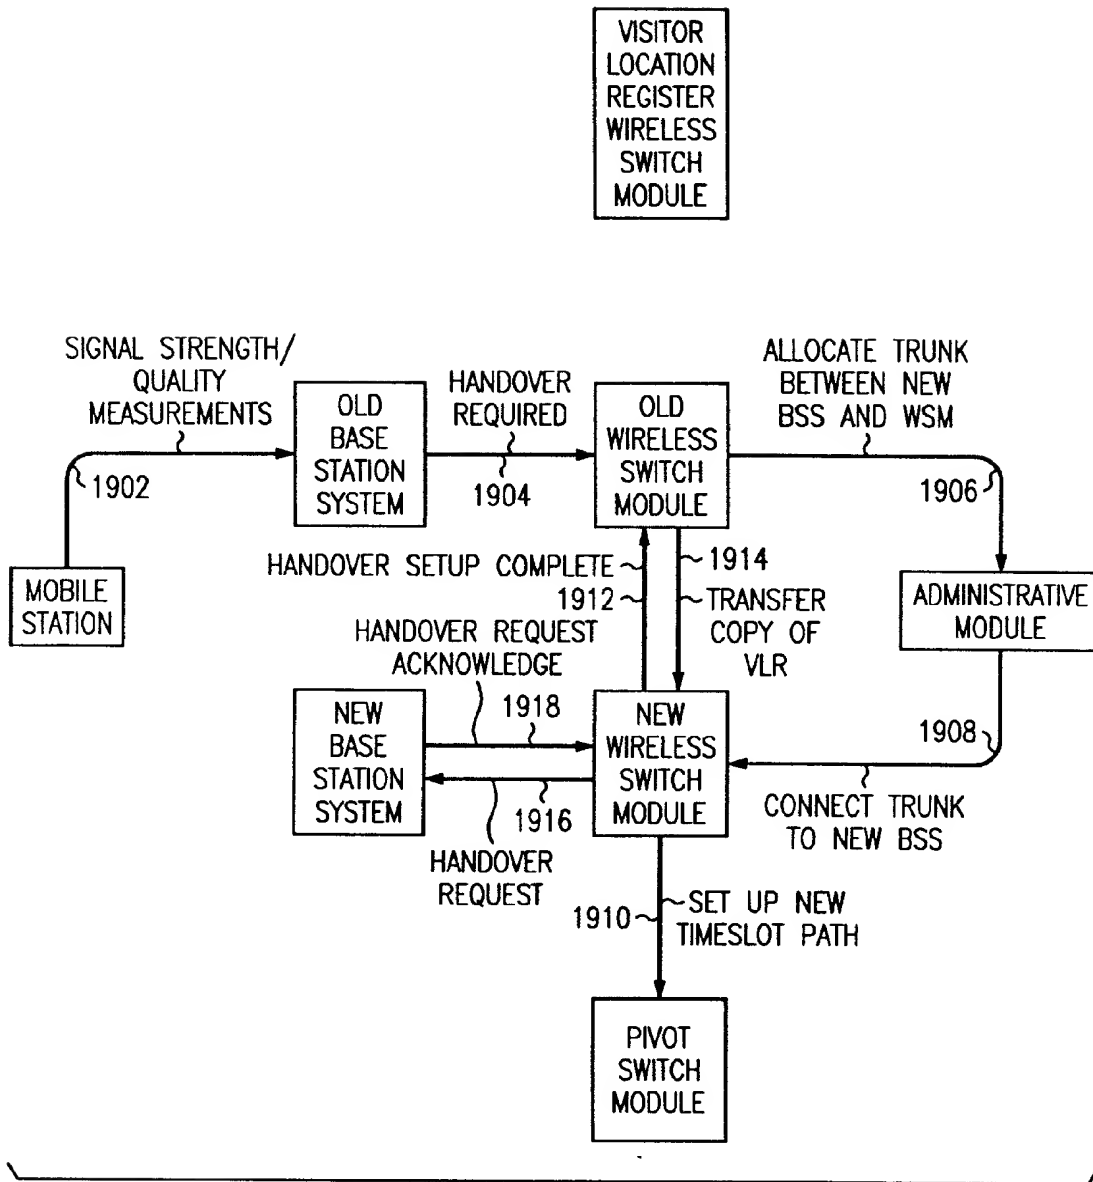 VISITOR
LOCATION
REGISTER
WIRELESS
SWITCH
MODULE
SIGNAL STRENGTH/
QUALITY
MEASUREMENTS
1902
OLD
BASE
STATION
SYSTEM
HANDOVER
REQUIRED
1904
OLD
WIRELESS
SWITCH
MODULE
ALLOCATE TRUNK
BETWEEN NEW
BSS AND WSM
1906
MOBILE
STATION
HANDOVER SETUP COMPLETE
1912
1914
TRANSFER
COPY OF
VLR
ADMINISTRATIVE
MODULE
HANDOVER REQUEST
ACKNOWLEDGE
1918
NEW
BASE
STATION
SYSTEM
1916
HANDOVER
REQUEST
NEW
WIRELESS
SWITCH
MODULE
1908
CONNECT TRUNK
TO NEW BSS
1910
SET UP NEW
TIMESLOT PATH
PIVOT
SWITCH
MODULE